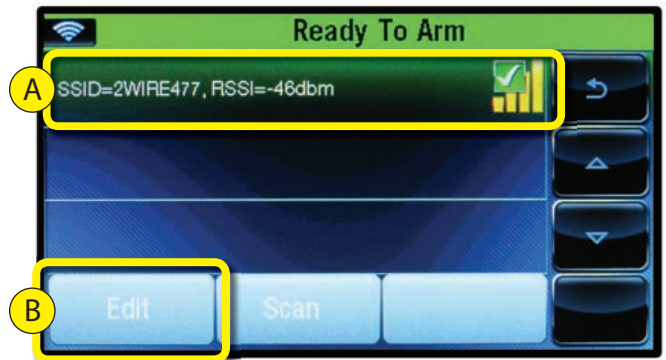 Ready To Arm
A
SSID=2WIRE477, RSSI=-46dbm
B
Edit
Scan